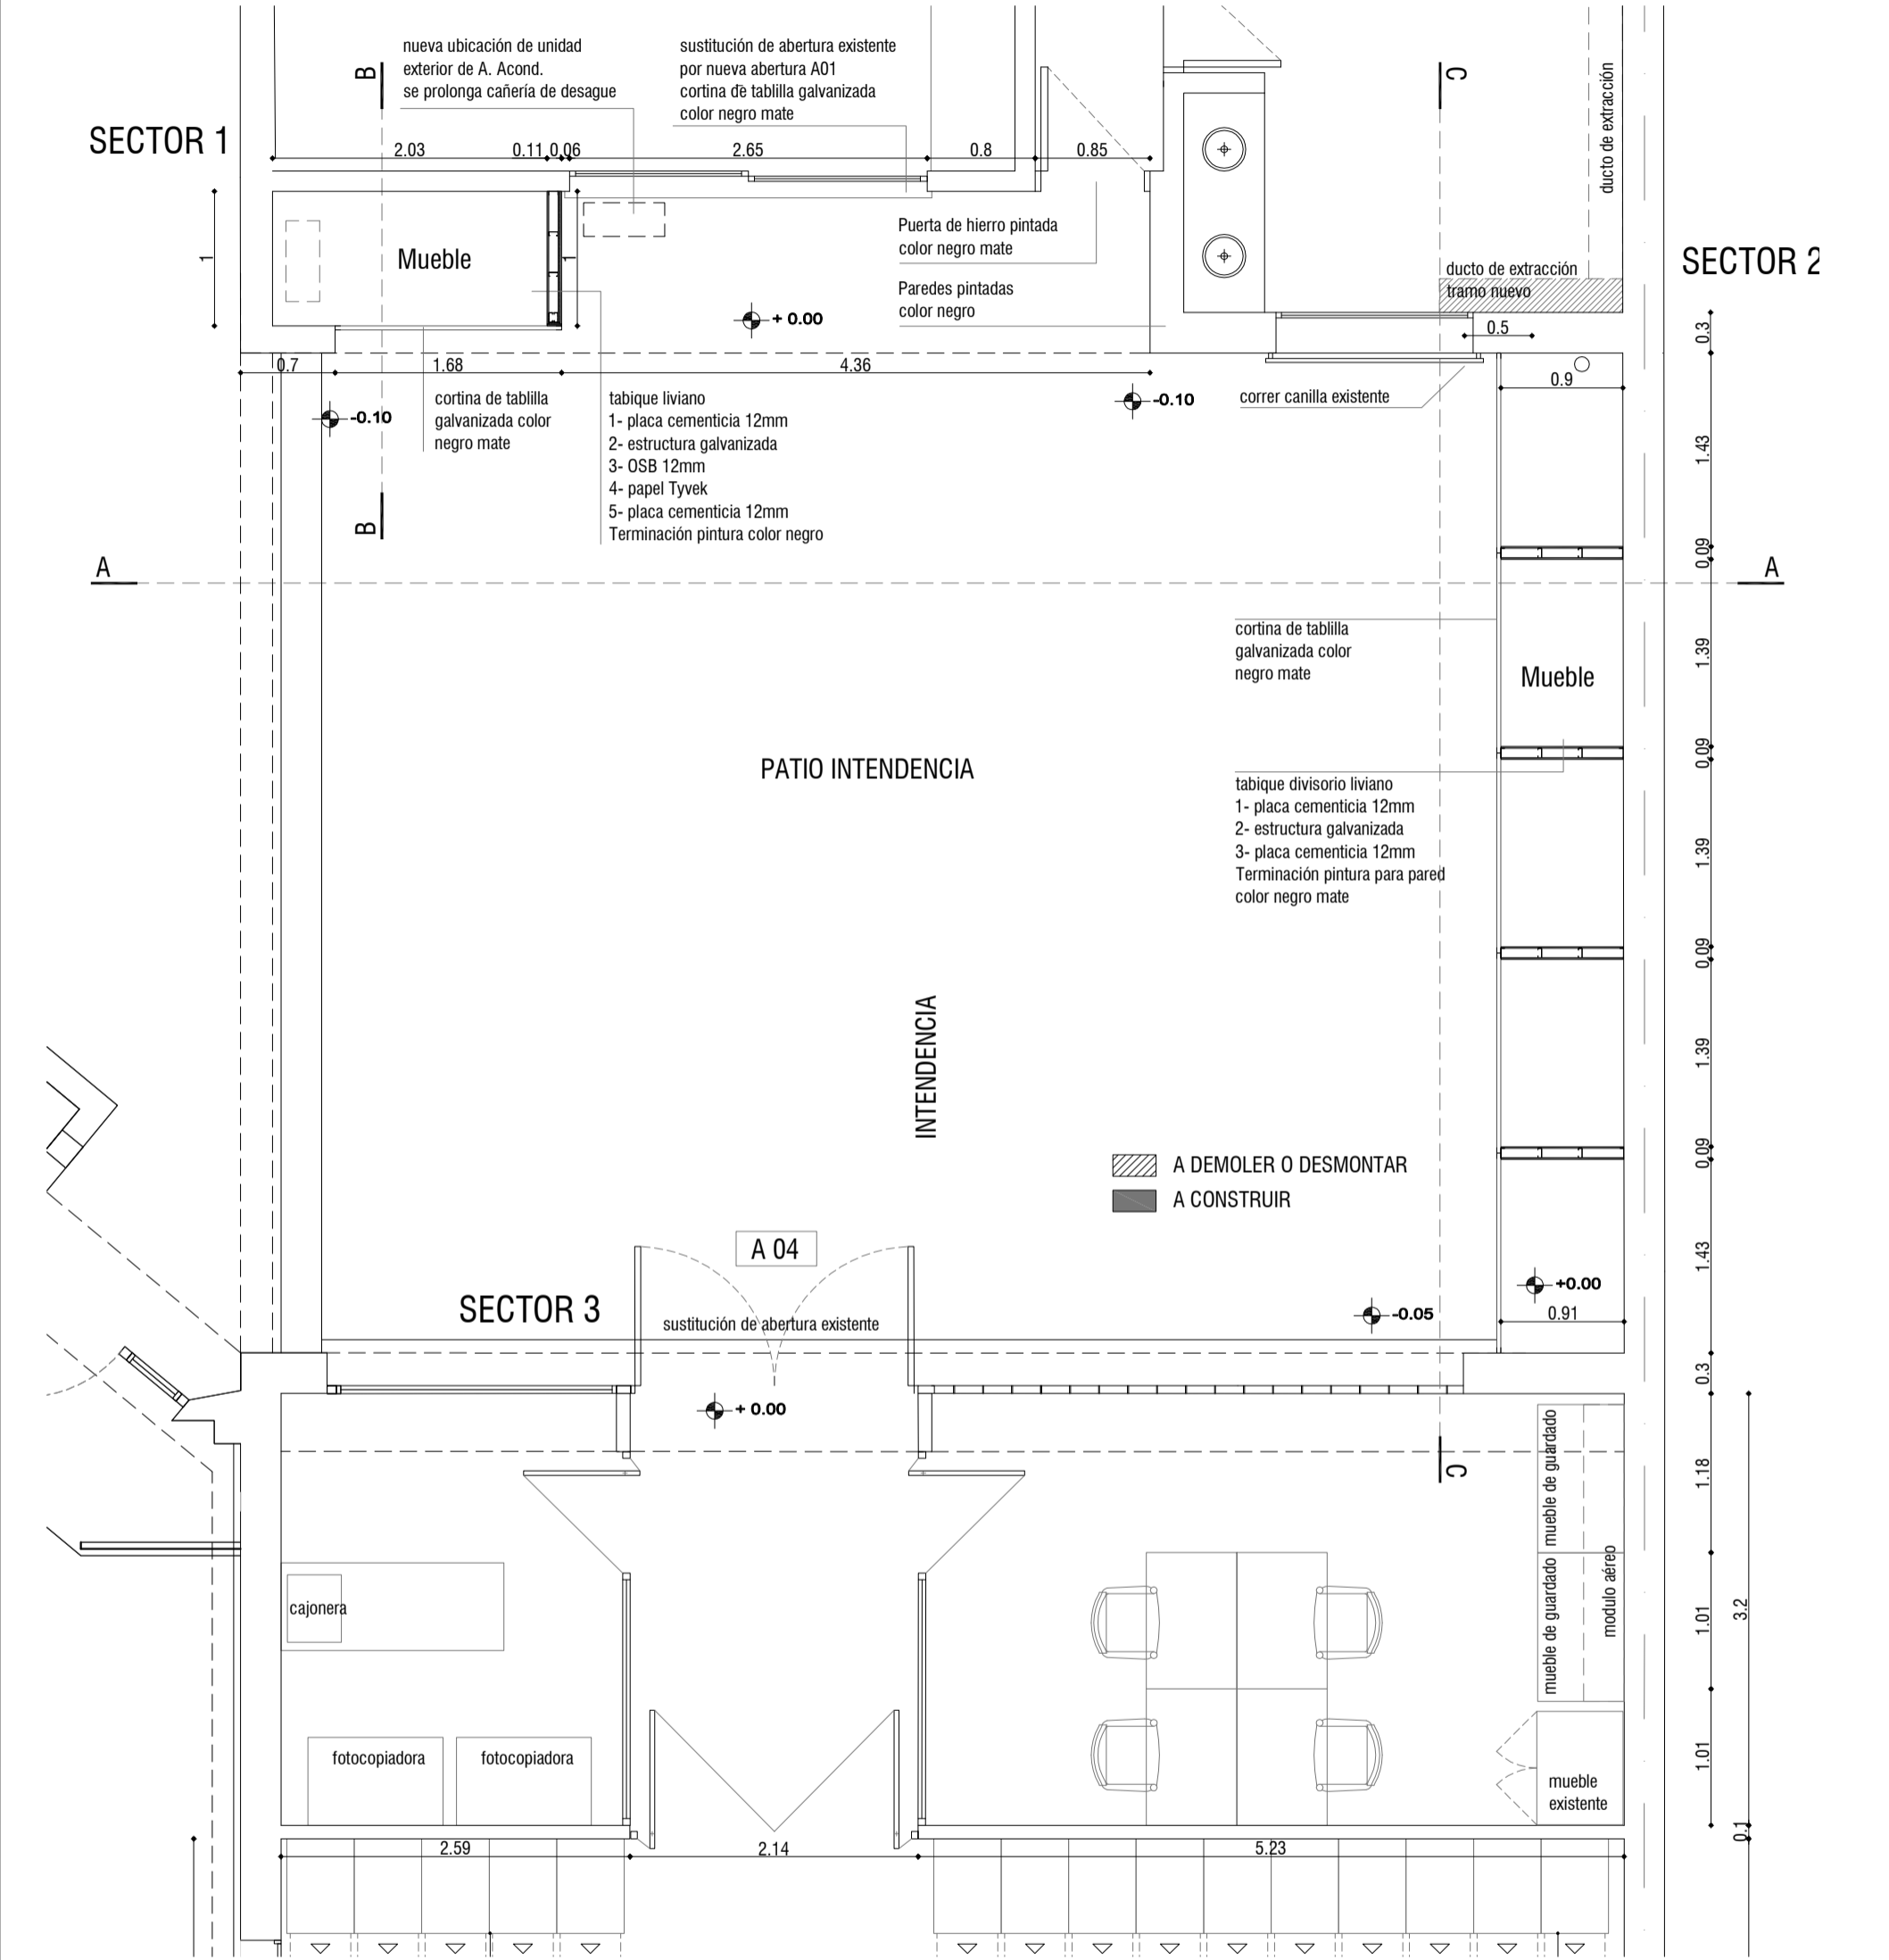 nueva ubicación de unidad
exterior de A. Acond.
se prolonga cañería de desague
sustitución de abertura existente
por nueva abertura A01
cortina de tablilla galvanizada
color negro mate
B
C
ducto de extracción
SECTOR 1
2.03
0.11
0.06
2.65
0.8
0.85
1
Mueble
1
Puerta de hierro pintada
color negro mate
Paredes pintadas
color negro
SECTOR 2
ducto de extracción
tramo nuevo
+ 0.00
0.5
0.3
0.7
1.68
4.36
0.9
-0.10
-0.10
correr canilla existente
cortina de tablilla
galvanizada color
negro mate
tabique liviano
1- placa cementicia 12mm
2- estructura galvanizada
3- OSB 12mm
4- papel Tyvek
5- placa cementicia 12mm
Terminación pintura color negro
B
1.43
0.09
A
A
cortina de tablilla
galvanizada color
negro mate
Mueble
1.39
0.09
PATIO INTENDENCIA
tabique divisorio liviano
1- placa cementicia 12mm
2- estructura galvanizada
3- placa cementicia 12mm
Terminación pintura para pared
color negro mate
1.39
0.09
INTENDENCIA
1.39
0.09
A DEMOLER O DESMONTAR
A CONSTRUIR
A 04
1.43
SECTOR 3
sustitución de abertura existente
-0.05
+0.00
0.91
0.3
+ 0.00
C
mueble de guardado
1.18
mueble de guardado
modulo aéreo
1.01
3.2
cajonera
fotocopiadora
fotocopiadora
mueble
existente
1.01
0.1
2.59
2.14
5.23